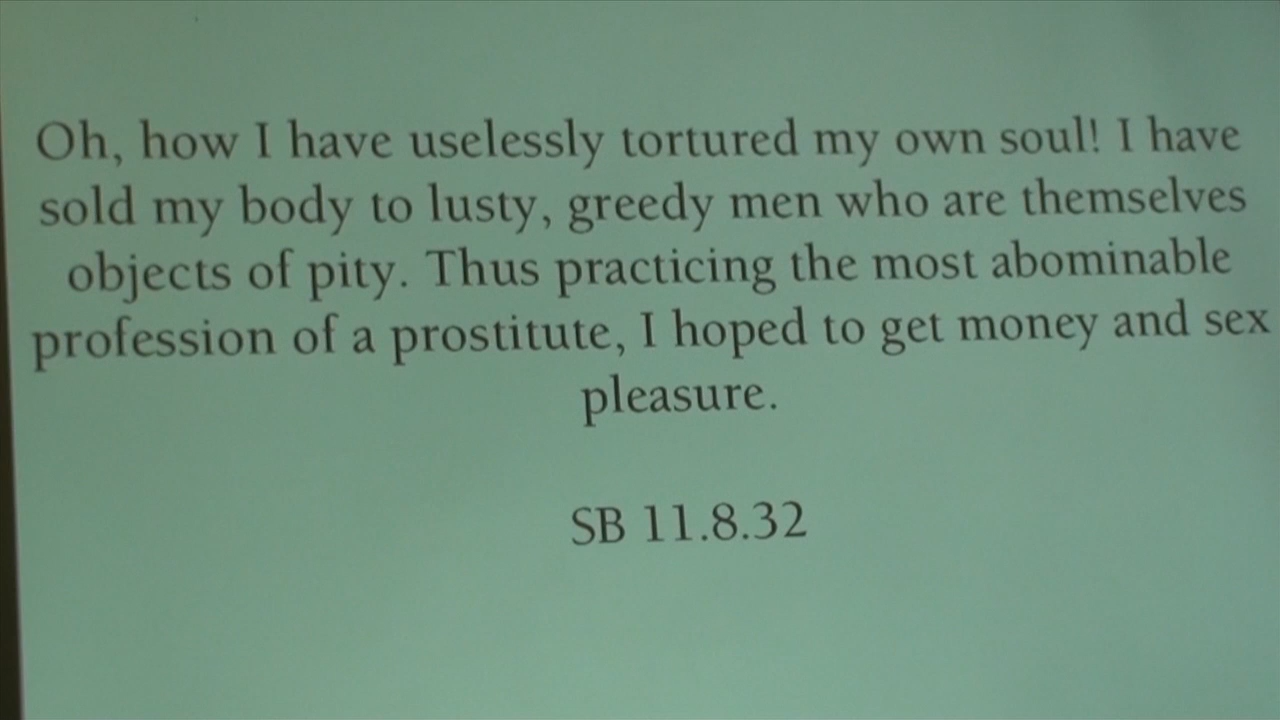 Oh, how I have uselessly tortured my own soul! I have
sold my body to lusty, greedy men who are themselves
objects of pity. Thus practicing the most abominable
profession of a prostitute, I hoped to get money and sex
pleasure.
SB 11.8.32